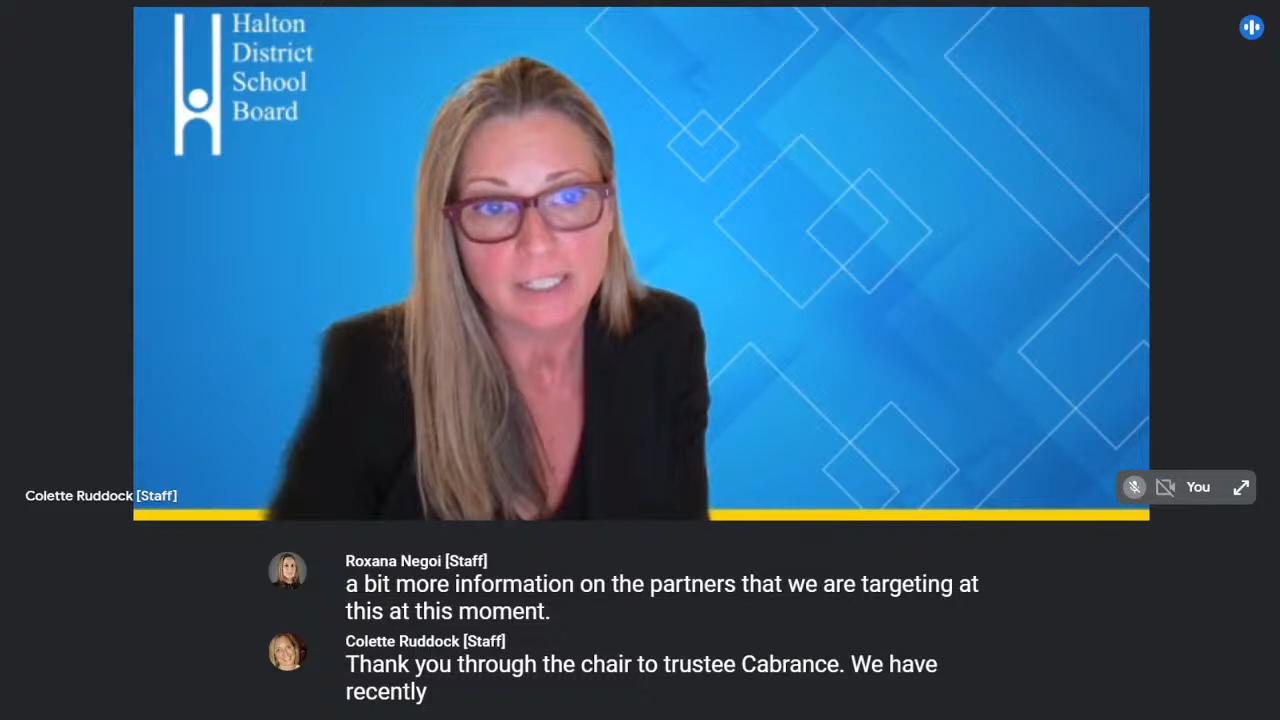 Halton
District
School
Board
Colette Ruddock [Staff]
You
Roxana Negoi [Staff]
a bit more information on the partners that we are targeting at
this at this moment.
Colette Ruddock [Staff]
Thank you through the chair to trustee Cabrance. We have
recently